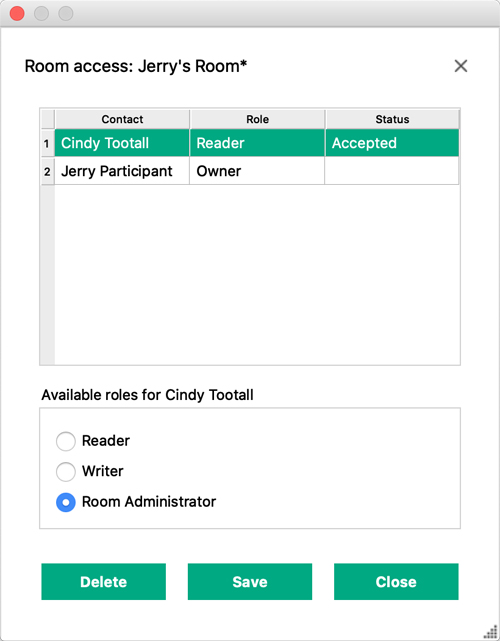 Room access: Jerry's Room*
Contact Role Status
1 Cindy Tootall Reader Accepted
2 Jerry Participant Owner
Available roles for Cindy Tootall
Reader
Writer
Room Administrator
Delete Save Close